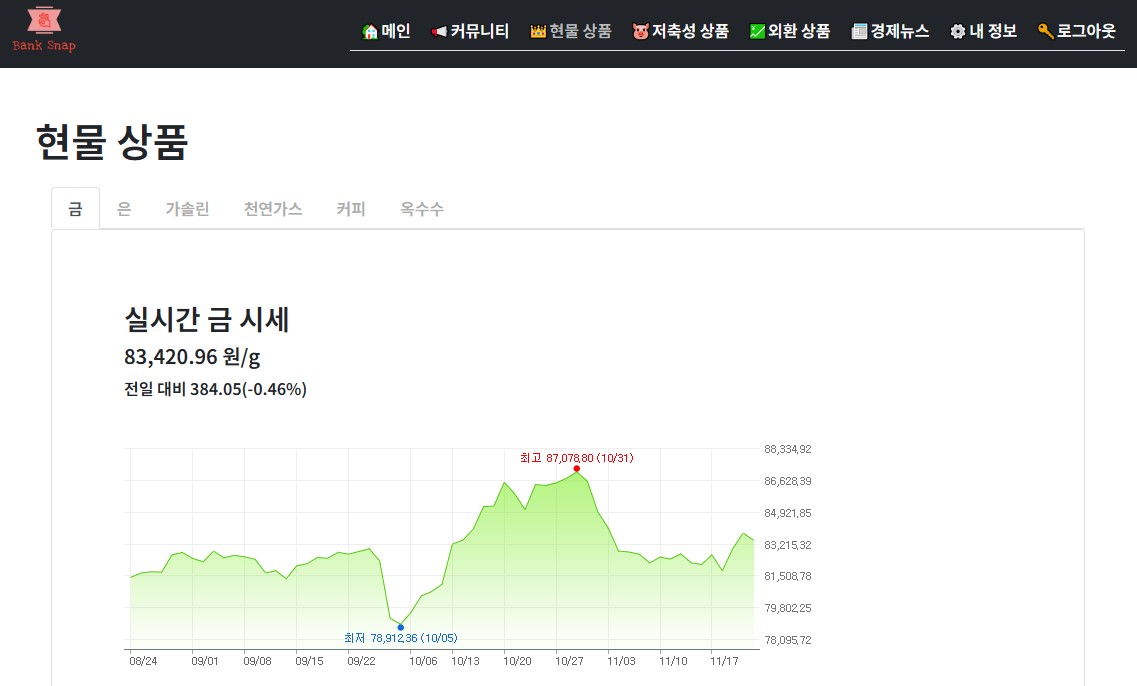 Bank Snap
메인 커뮤니티 현물 상품 저축성 상품 외환 상품 경제뉴스 내 정보 로그아웃
현물 상품
금 은 가솔린 천연가스 커피 옥수수
실시간 금 시세
83,420.96 원/g
전일 대비 384.05(-0.46%)
88,334.92
최고 87,078.80 (10/31)
86,628.39
84,921.85
83,215.32
81,508.78
79,802.25
최저 78,912.36 (10/05)
78,095.72
08/24 09/01 09/08 09/15 09/22 10/06 10/13 10/20 10/27 11/03 11/10 11/17